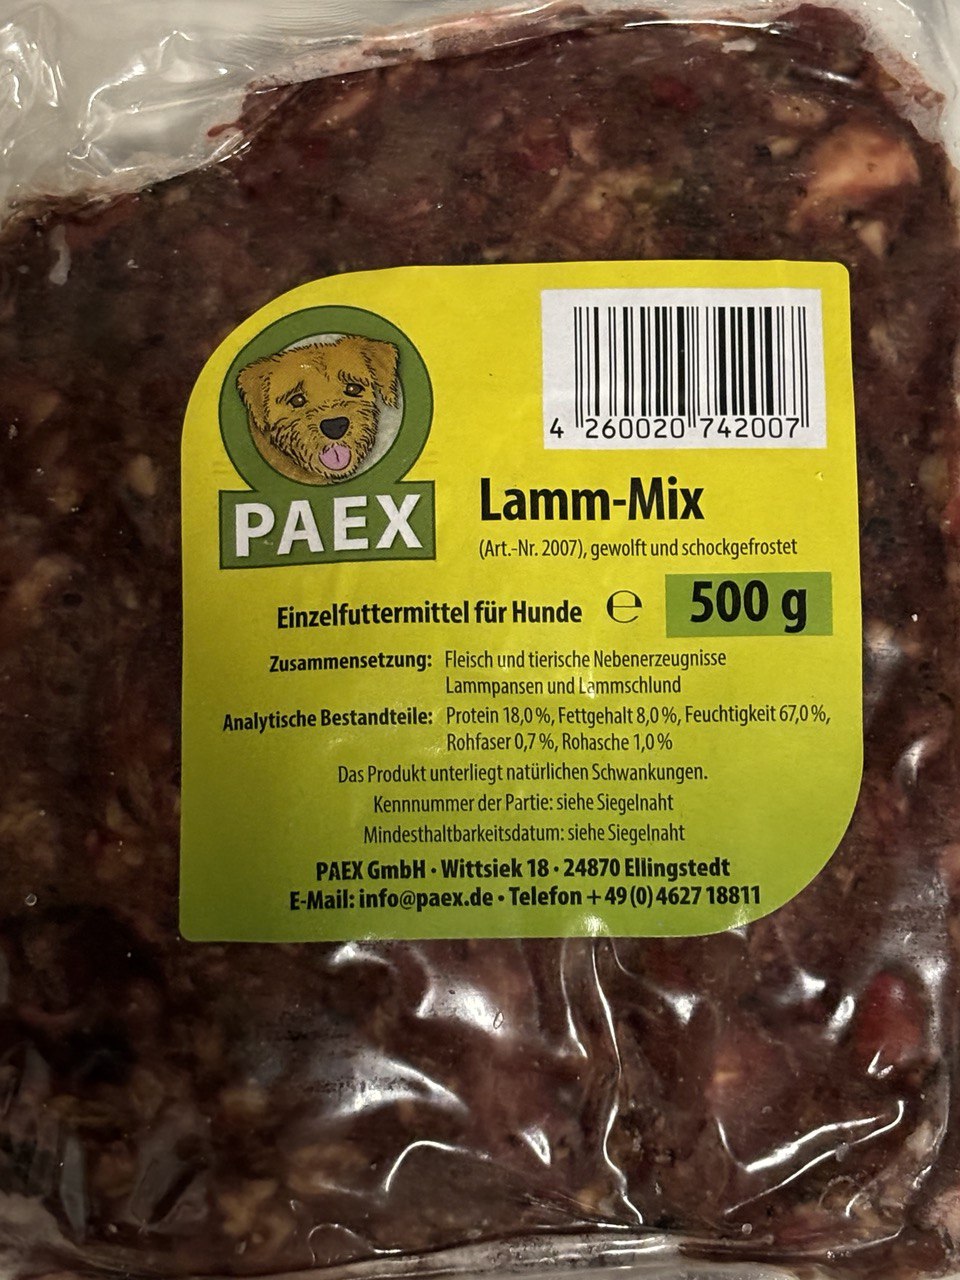 4 260020 742007
PAEX
Lamm-Mix
(Art.-Nr. 2007), gewolft und schockgefrostet
Einzelfuttermittel für Hunde ℮ 500 g
Zusammensetzung: Fleisch und tierische Nebenerzeugnisse
Lammpansen und Lammschlund
Analytische Bestandteile: Protein 18,0%, Fettgehalt 8,0%, Feuchtigkeit 67,0%,
Rohfaser 0,7%, Rohasche 1,0%
Das Produkt unterliegt natürlichen Schwankungen.
Kennnummer der Partie: siehe Siegelnaht
Mindesthaltbarkeitsdatum: siehe Siegelnaht
PAEX GmbH · Wittsiek 18 · 24870 Ellingstedt
E-Mail: info@paex.de • Telefon +49(0)4627 18811